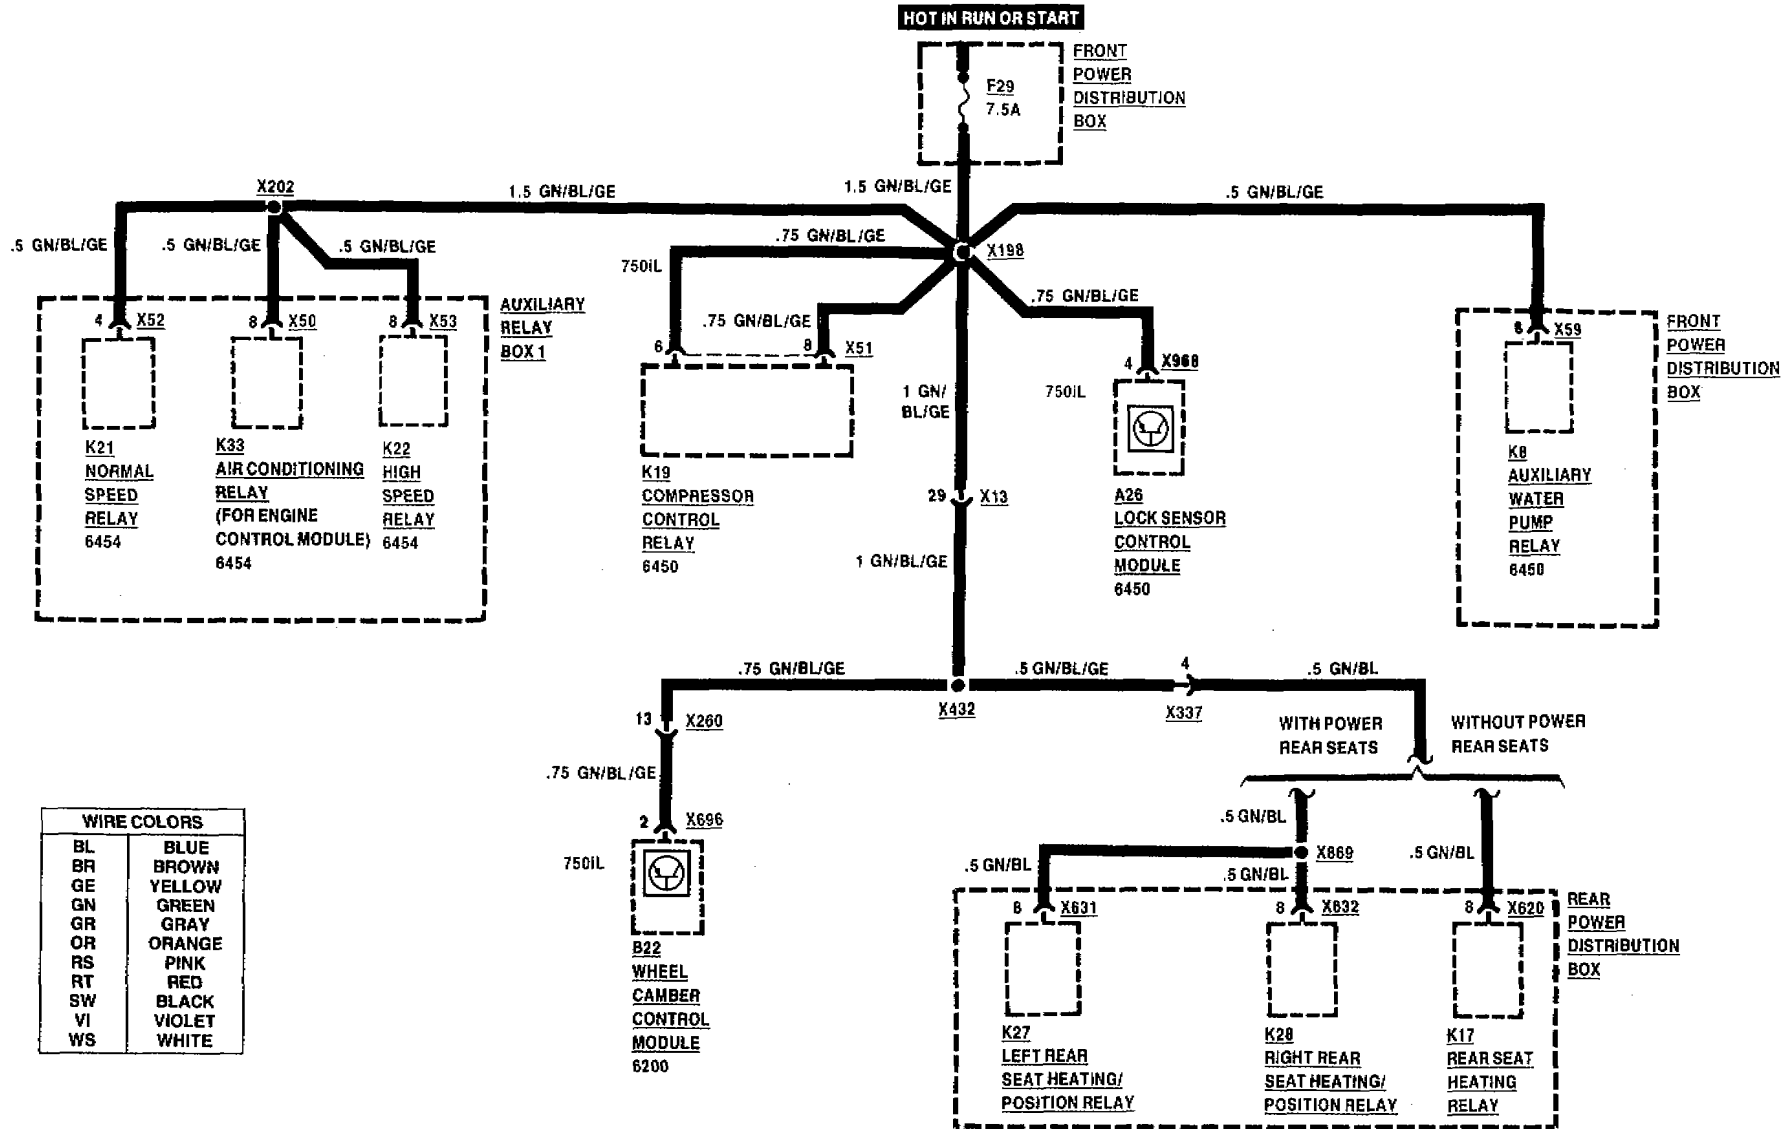 HOT IN RUN OR START
FRONT
POWER
DISTRIBUTION
BOX
F29
7.5A
X202
1.5 GN/BL/GE
1.5 GN/BL/GE
.5 GN/BL/GE
.5 GN/BL/GE
.5 GN/BL/GE
.5 GN/BL/GE
.75 GN/BL/GE
X198
750iL
.75 GN/BL/GE
.75 GN/BL/GE
AUXILIARY
RELAY
BOX 1
4 X52
8 X50
8 X53
6
8 X51
4 X968
750iL
6 X59
FRONT
POWER
DISTRIBUTION
BOX
K21
NORMAL
SPEED
RELAY
6454
K33
AIR CONDITIONING
RELAY
(FOR ENGINE
CONTROL MODULE)
6454
K22
HIGH
SPEED
RELAY
6454
K19
COMPRESSOR
CONTROL
RELAY
6450
1 GN/
BL/GE
29 X13
1 GN/BL/GE
A26
LOCK SENSOR
CONTROL
MODULE
6450
K8
AUXILIARY
WATER
PUMP
RELAY
6450
.75 GN/BL/GE
.5 GN/BL/GE
4
.5 GN/BL
X432
X337
13 X260
WITH POWER
REAR SEATS
WITHOUT POWER
REAR SEATS
.75 GN/BL/GE
2 X696
750iL
B22
WHEEL
CAMBER
CONTROL
MODULE
6200
.5 GN/BL
X869
.5 GN/BL
.5 GN/BL
.5 GN/BL
8 X631
8 X632
8 X620
REAR
POWER
DISTRIBUTION
BOX
K27
LEFT REAR
SEAT HEATING/
POSITION RELAY
K28
RIGHT REAR
SEAT HEATING/
POSITION RELAY
K17
REAR SEAT
HEATING
RELAY
WIRE COLORS
BL BLUE
BR BROWN
GE YELLOW
GN GREEN
GR GRAY
OR ORANGE
RS PINK
RT RED
SW BLACK
VI VIOLET
WS WHITE